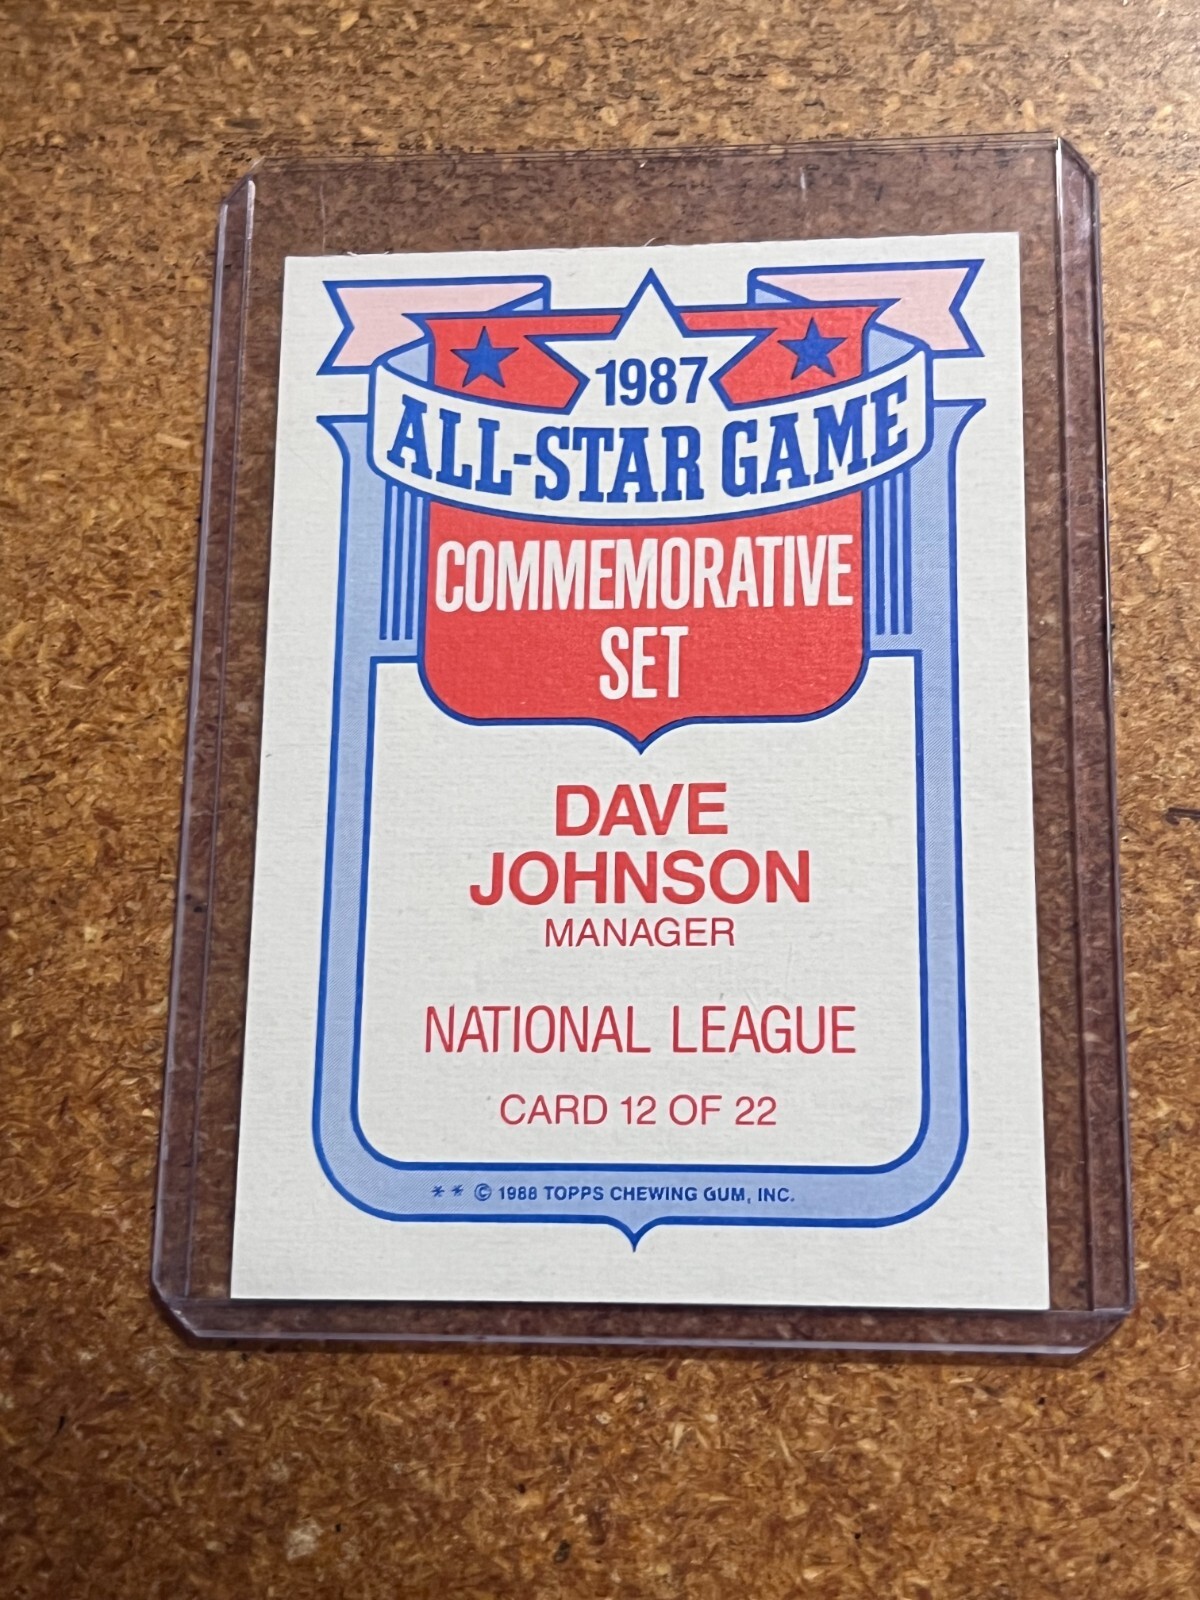 1987
ALL-STAR GAME
COMMEMORATIVE
SET
DAVE
JOHNSON
MANAGER
NATIONAL LEAGUE
CARD 12 OF 22
** © 1988 TOPPS CHEWING GUM, INC.